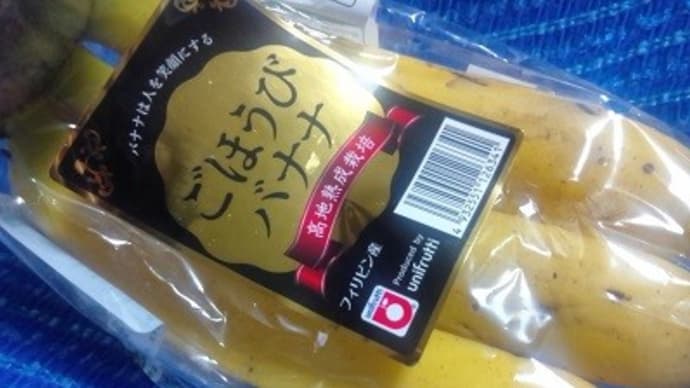 バナナは人を笑顔にする
ごほうび
バナナ
高地熟成栽培
フィリピン産
Produced by
unifrutti
unifrutti